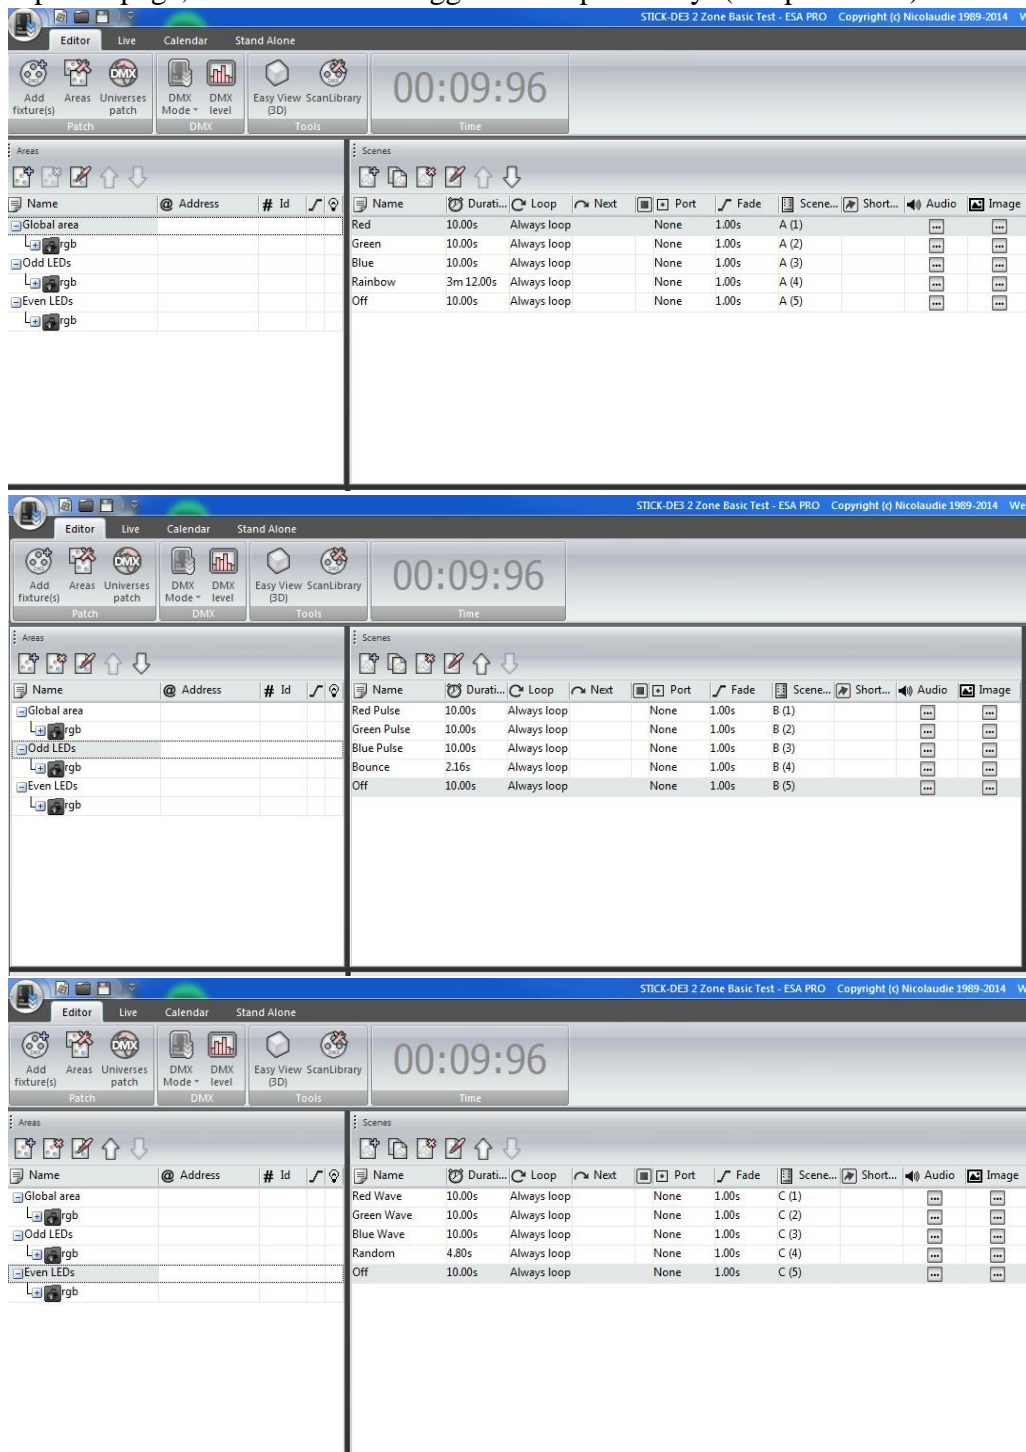 STICK-DE3 2 Zone Basic Test - ESA PRO Copyright (c) Nicolaudie 1989-2014
Editor Live Calendar Stand Alone
Add fixture(s) Areas Universes patch DMX Mode DMX level Easy View (3D) ScanLibrary 00:09:96
Patch DMX Tools Time
Areas Scenes
Name @ Address # Id Name Durati... Loop Next Port Fade Scene... Short... Audio Image
Global area Red 10.00s Always loop None 1.00s A (1) ... ...
rgb Green 10.00s Always loop None 1.00s A (2) ... ...
Odd LEDs Blue 10.00s Always loop None 1.00s A (3) ... ...
rgb Rainbow 3m 12.00s Always loop None 1.00s A (4) ... ...
Even LEDs Off 10.00s Always loop None 1.00s A (5) ... ...
rgb
STICK-DE3 2 Zone Basic Test - ESA PRO Copyright (c) Nicolaudie 1989-2014 We
Editor Live Calendar Stand Alone
Add fixture(s) Areas Universes patch DMX Mode DMX level Easy View (3D) ScanLibrary 00:09:96
Patch DMX Tools Time
Areas Scenes
Name @ Address # Id Name Durati... Loop Next Port Fade Scene... Short... Audio Image
Global area Red Pulse 10.00s Always loop None 1.00s B (1) ... ...
rgb Green Pulse 10.00s Always loop None 1.00s B (2) ... ...
Odd LEDs Blue Pulse 10.00s Always loop None 1.00s B (3) ... ...
rgb Bounce 2.16s Always loop None 1.00s B (4) ... ...
Even LEDs Off 10.00s Always loop None 1.00s B (5) ... ...
rgb
STICK-DE3 2 Zone Basic Test - ESA PRO Copyright (c) Nicolaudie 1989-2014
Editor Live Calendar Stand Alone
Add fixture(s) Areas Universes patch DMX Mode DMX level Easy View (3D) ScanLibrary 00:09:96
Patch DMX Tools Time
Areas Scenes
Name @ Address # Id Name Durati... Loop Next Port Fade Scene... Short... Audio Image
Global area Red Wave 10.00s Always loop None 1.00s C (1) ... ...
rgb Green Wave 10.00s Always loop None 1.00s C (2) ... ...
Odd LEDs Blue Wave 10.00s Always loop None 1.00s C (3) ... ...
rgb Random 4.80s Always loop None 1.00s C (4) ... ...
Even LEDs Off 10.00s Always loop None 1.00s C (5) ... ...
rgb